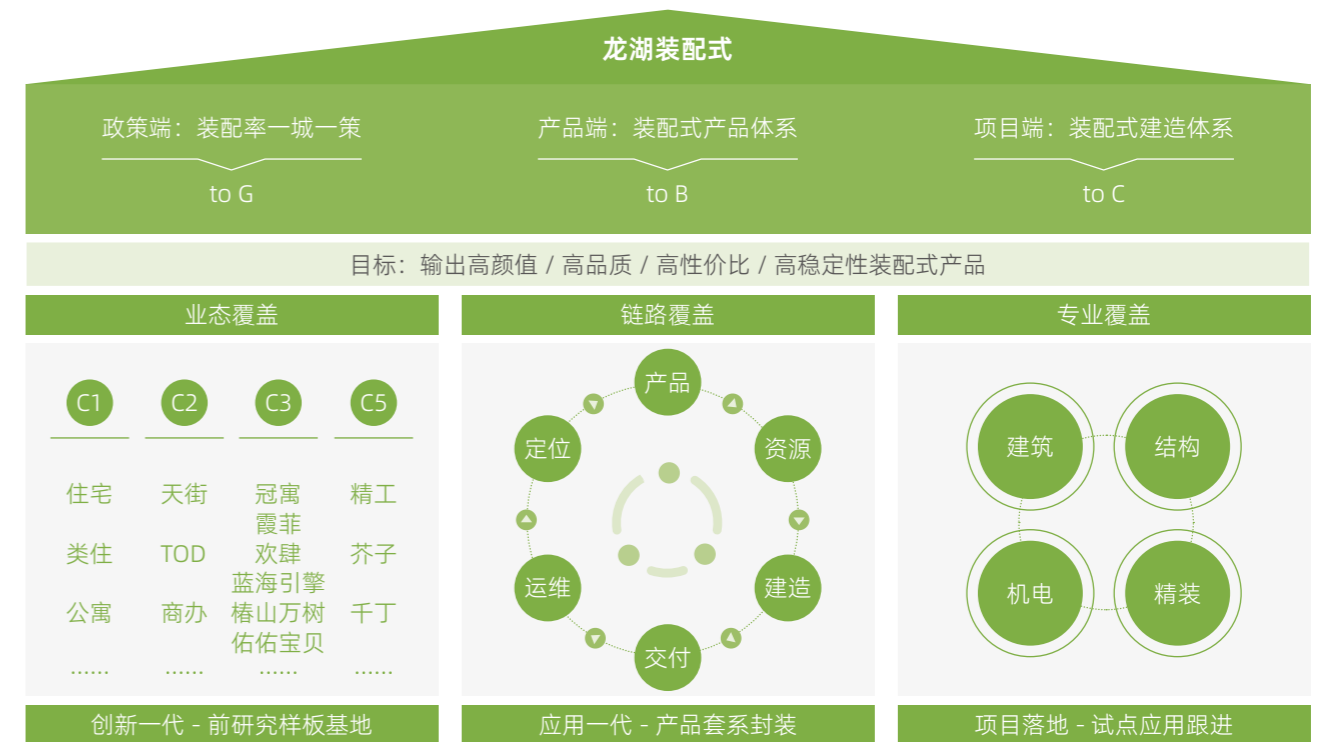 龙湖装配式
政策端：装配率一城一策
to G
产品端：装配式产品体系
to B
项目端：装配式建造体系
to C
目标：输出高颜值 / 高品质 / 高性价比 / 高稳定性装配式产品
业态覆盖
C1
住宅
类住
公寓
......
C2
天街
TOD
商办
......
C3
冠寓
霞菲
欢肆
蓝海引擎
椿山万树
佑佑宝贝
......
C5
精工
芥子
千丁
......
创新一代 - 前研究样板基地
链路覆盖
产品
资源
建造
交付
运维
定位
应用一代 - 产品套系封装
专业覆盖
建筑
结构
机电
精装
项目落地 - 试点应用跟进